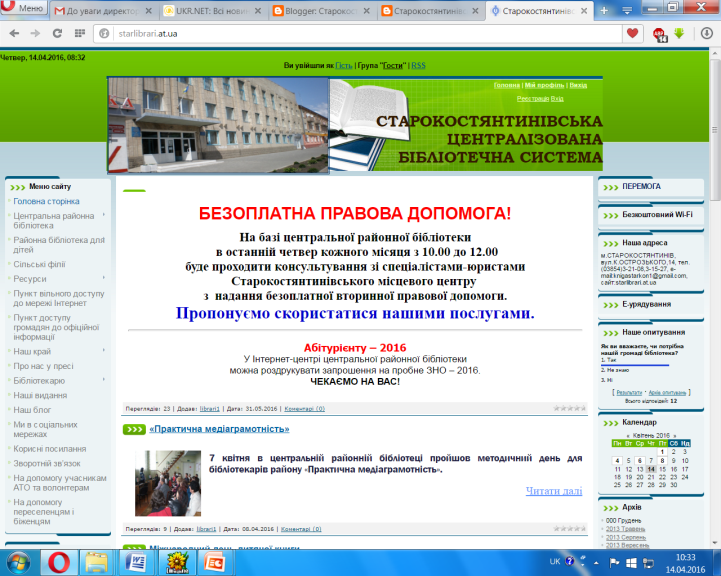 Меню
До уваги директор
UKR.NET: Всі новин
Blogger: Старокос
Старокостянтинів
Старокостянтинівс
starlibrari.at.ua
14
Четвер, 14.04.2016, 08:32
Ви увійшли як Гість | Група "Гости" | RSS
Головна | Мій профіль | Вихід
Реєстрація Вхід
СТАРОКОСТЯНТИНІВСЬКА
ЦЕНТРАЛІЗОВАНА
БІБЛІОТЕЧНА СИСТЕМА
Меню сайту
Головна сторінка
Центральна районна
бібліотека
Районна бібліотека для
дітей
Сільські філії
Ресурси
Пункт вільного доступу
до мережі Інтернет
Пункт доступу
громадян до офіційної
інформації
Наш край
Про нас у пресі
Бібліотекарю
Наші видання
Наш блог
Ми в соціальних
мережах
Корисні посилання
Зворотній зв'язок
На допомогу учасникам
АТО та волонтерам
На допомогу
переселенцям і
біженцям
БЕЗОПЛАТНА ПРАВОВА ДОПОМОГА!
На базі центральної районної бібліотеки
в останній четвер кожного місяця з 10.00 до 12.00
буде проходити консультування зі спеціалістами-юристами
Старокостянтинівського місцевого центру
з надання безоплатної вторинної правової допомоги.
Пропонуємо скористатися нашими послугами.
Абітурієнту – 2016
У Інтернет-центрі центральної районної бібліотеки
можна роздрукувати запрошення на пробне ЗНО – 2016.
ЧЕКАЄМО НА ВАС!
Переглядів: 23 | Додав: librari1 | Дата: 31.05.2016 | Коментарі (0)
«Практична медіаграмотність»
7 квітня в центральній районній бібліотеці пройшов методичний день для
бібліотекарів району «Практична медіаграмотність».
Читати далі
Переглядів: 9 | Додав: librari1 | Дата: 08.04.2016 | Коментарі (0)
Міжнародний день дитячої книги
ПЕРЕМОГА
Безкоштовний Wi-Fi
Наша адреса
м.СТАРОКОСТЯНТИНІВ,
вул.К.ОСТРОЗЬКОГО,14, тел.
(03854)3-21-08,3-15-27, e-
mail:knigastarkon1@gmail.com,
сайт:starlibrari.at.ua
Е-урядування
Наше опитування
Як ви вважаєте, чи потрібна
нашій громаді бібліотека?
1. Так
2. Не знаю
3. Ні
[ Результати · Архів опитувань ]
Всього відповідей: 12
Календар
« Квітень 2016 »
Пн Вт Ср Чт Пт Сб Нд
1 2 3
4 5 6 7 8 9 10
11 12 13 14 15 16 17
18 19 20 21 22 23 24
25 26 27 28 29 30
Архів
000 Грудень
2013 Травень
2013 Серпень
2013 Вересень
UK
10:33
14.04.2016